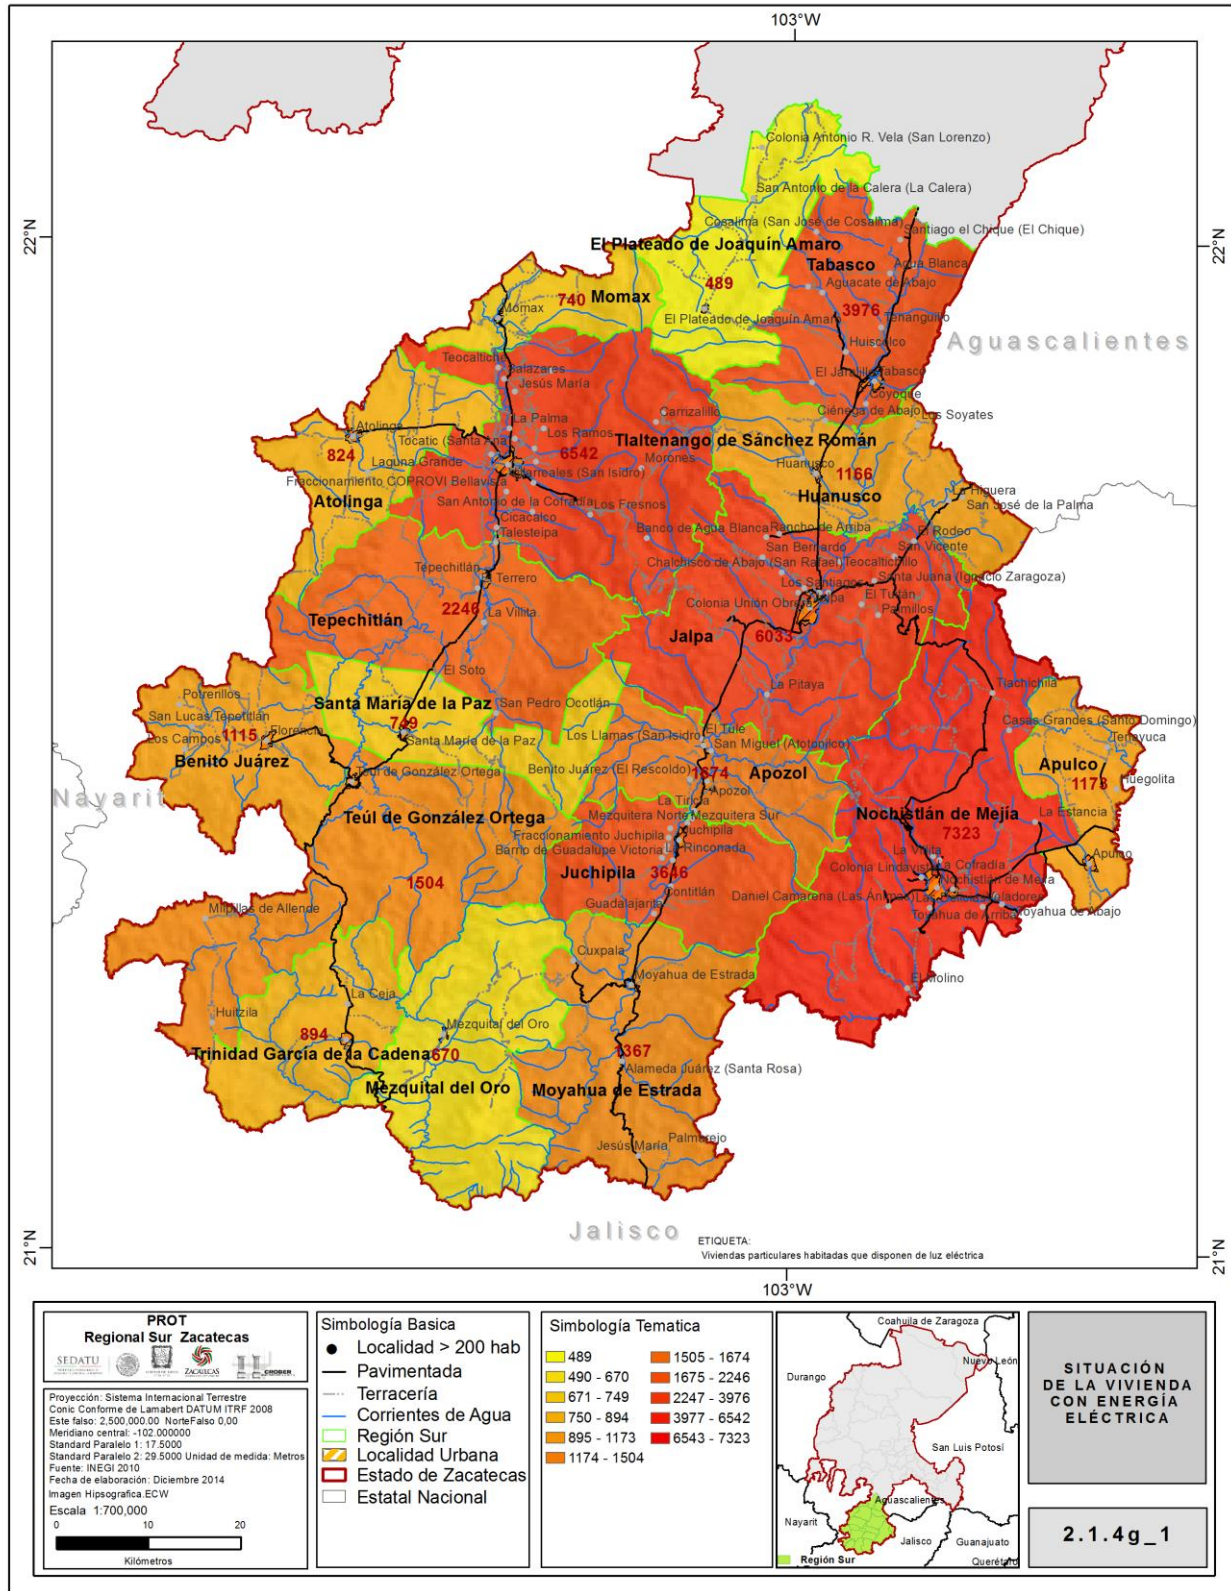 103°W
Colonia Antonio R. Vela (San Lorenzo)
San Antonio de la Calera (La Calera)
Cosalima (San José de Cosalima)
Santiago el Chique (El Chique)
22°N
22°N
El Plateado de Joaquín Amaro
Tabasco
Agua Blanca
Aguacate de Abajo
489
740
Momax
3976
Momax
El Plateado de Joaquín Amaro
Tenanguillo
Huiscolco
Aguascalientes
Teocaltiche
Salazares
Jesús María
El Jaralillo
Tabasco
Coyoque
Ciénega de Abajo
Los Soyates
La Palma
Carrizalillo
Atolinga
Los Ramos
Tlaltenango de Sánchez Román
Tocatic (Santa Ana)
824
6542
Morones
Laguna Grande
Huanusco
1166
Fraccionamiento COPROVI Bellavista
Huanusco
La Higuera
Atolinga
San Antonio de la Cofradía
Los Fresnos
San José de la Palma
Cicacalco
Banco de Agua Blanca
Rancho de Arriba
El Rodeo
Talesteipa
San Bernardo
San Vicente
Chalchisco de Abajo (San Rafael)
Teocaltichillo
Tepechitlán
El Terrero
Los Santiagos
Santa Juana (Ignacio Zaragoza)
Colonia Unión Obrera
Jalpa
El Tuitán
Palmillos
2246
La Villita
Tepechitlán
Jalpa
6033
El Soto
La Pitaya
Tlachichila
Potrerillos
Santa María de la Paz
San Pedro Ocotlán
San Lucas Tepetitlán
749
Casas Grandes (Santo Domingo)
Los Campos
1115
Florencia
Santa María de la Paz
Los Llamas (San Isidro)
El Tule
San Miguel (Atotonilco)
Tenayuca
Benito Juárez
Apulco
Teúl de González Ortega
Benito Juárez (El Rescoldo)
1674
Apozol
1173
Huegolita
Nayarit
Apozol
La Tinaja
Teúl de González Ortega
Mezquitera Norte
Mezquitera Sur
Nochistlán de Mejía
La Estancia
7323
Fraccionamiento Juchipila
Juchipila
Barrio de Guadalupe Victoria
La Rinconada
La Villita
Apulco
Juchipila
3646
Colonia Lindavista
La Cofradía
1504
Contitlán
Nochistlán de Mejía
Daniel Camarena (Las Ánimas)
Veladores
Milpillas de Allende
Guadalajarita
Toyahua de Arriba
Toyahua de Abajo
Cuxpala
Moyahua de Estrada
El Molino
La Ceja
Huitzila
Mezquital del Oro
894
Trinidad García de la Cadena
670
1367
Alameda Juárez (Santa Rosa)
Mezquital del Oro
Moyahua de Estrada
Palmarejo
Jesús María
Jalisco
ETIQUETA:
Viviendas particulares habitadas que disponen de luz eléctrica
21°N
21°N
103°W
PROT
Regional Sur Zacatecas
SEDATU
ZACATECAS
Proyección: Sistema Internacional Terrestre
Conic Conforme de Lamabert DATUM ITRF 2008
Este falso: 2,500,000.00 NorteFalso 0,00
Meridiano central: -102.000000
Standard Paralelo 1: 17.5000
Standard Paralelo 2: 29.5000 Unidad de medida: Metros
Fuente: INEGI 2010
Fecha de elaboración: Diciembre 2014
Imagen Hipsografica.ECW
Escala 1:700,000
0 10 20
Kilómetros
Simbología Basica
Localidad > 200 hab
Pavimentada
Terracería
Corrientes de Agua
Región Sur
Localidad Urbana
Estado de Zacatecas
Estatal Nacional
Simbología Tematica
489
490 - 670
671 - 749
750 - 894
895 - 1173
1174 - 1504
1505 - 1674
1675 - 2246
2247 - 3976
3977 - 6542
6543 - 7323
Coahuila de Zaragoza
Nuevo León
Durango
San Luis Potosí
Aguascalientes
Nayarit
Jalisco
Guanajuato
Querétaro
Región Sur
SITUACIÓN
DE LA VIVIENDA
CON ENERGÍA
ELÉCTRICA
2.1.4g_1